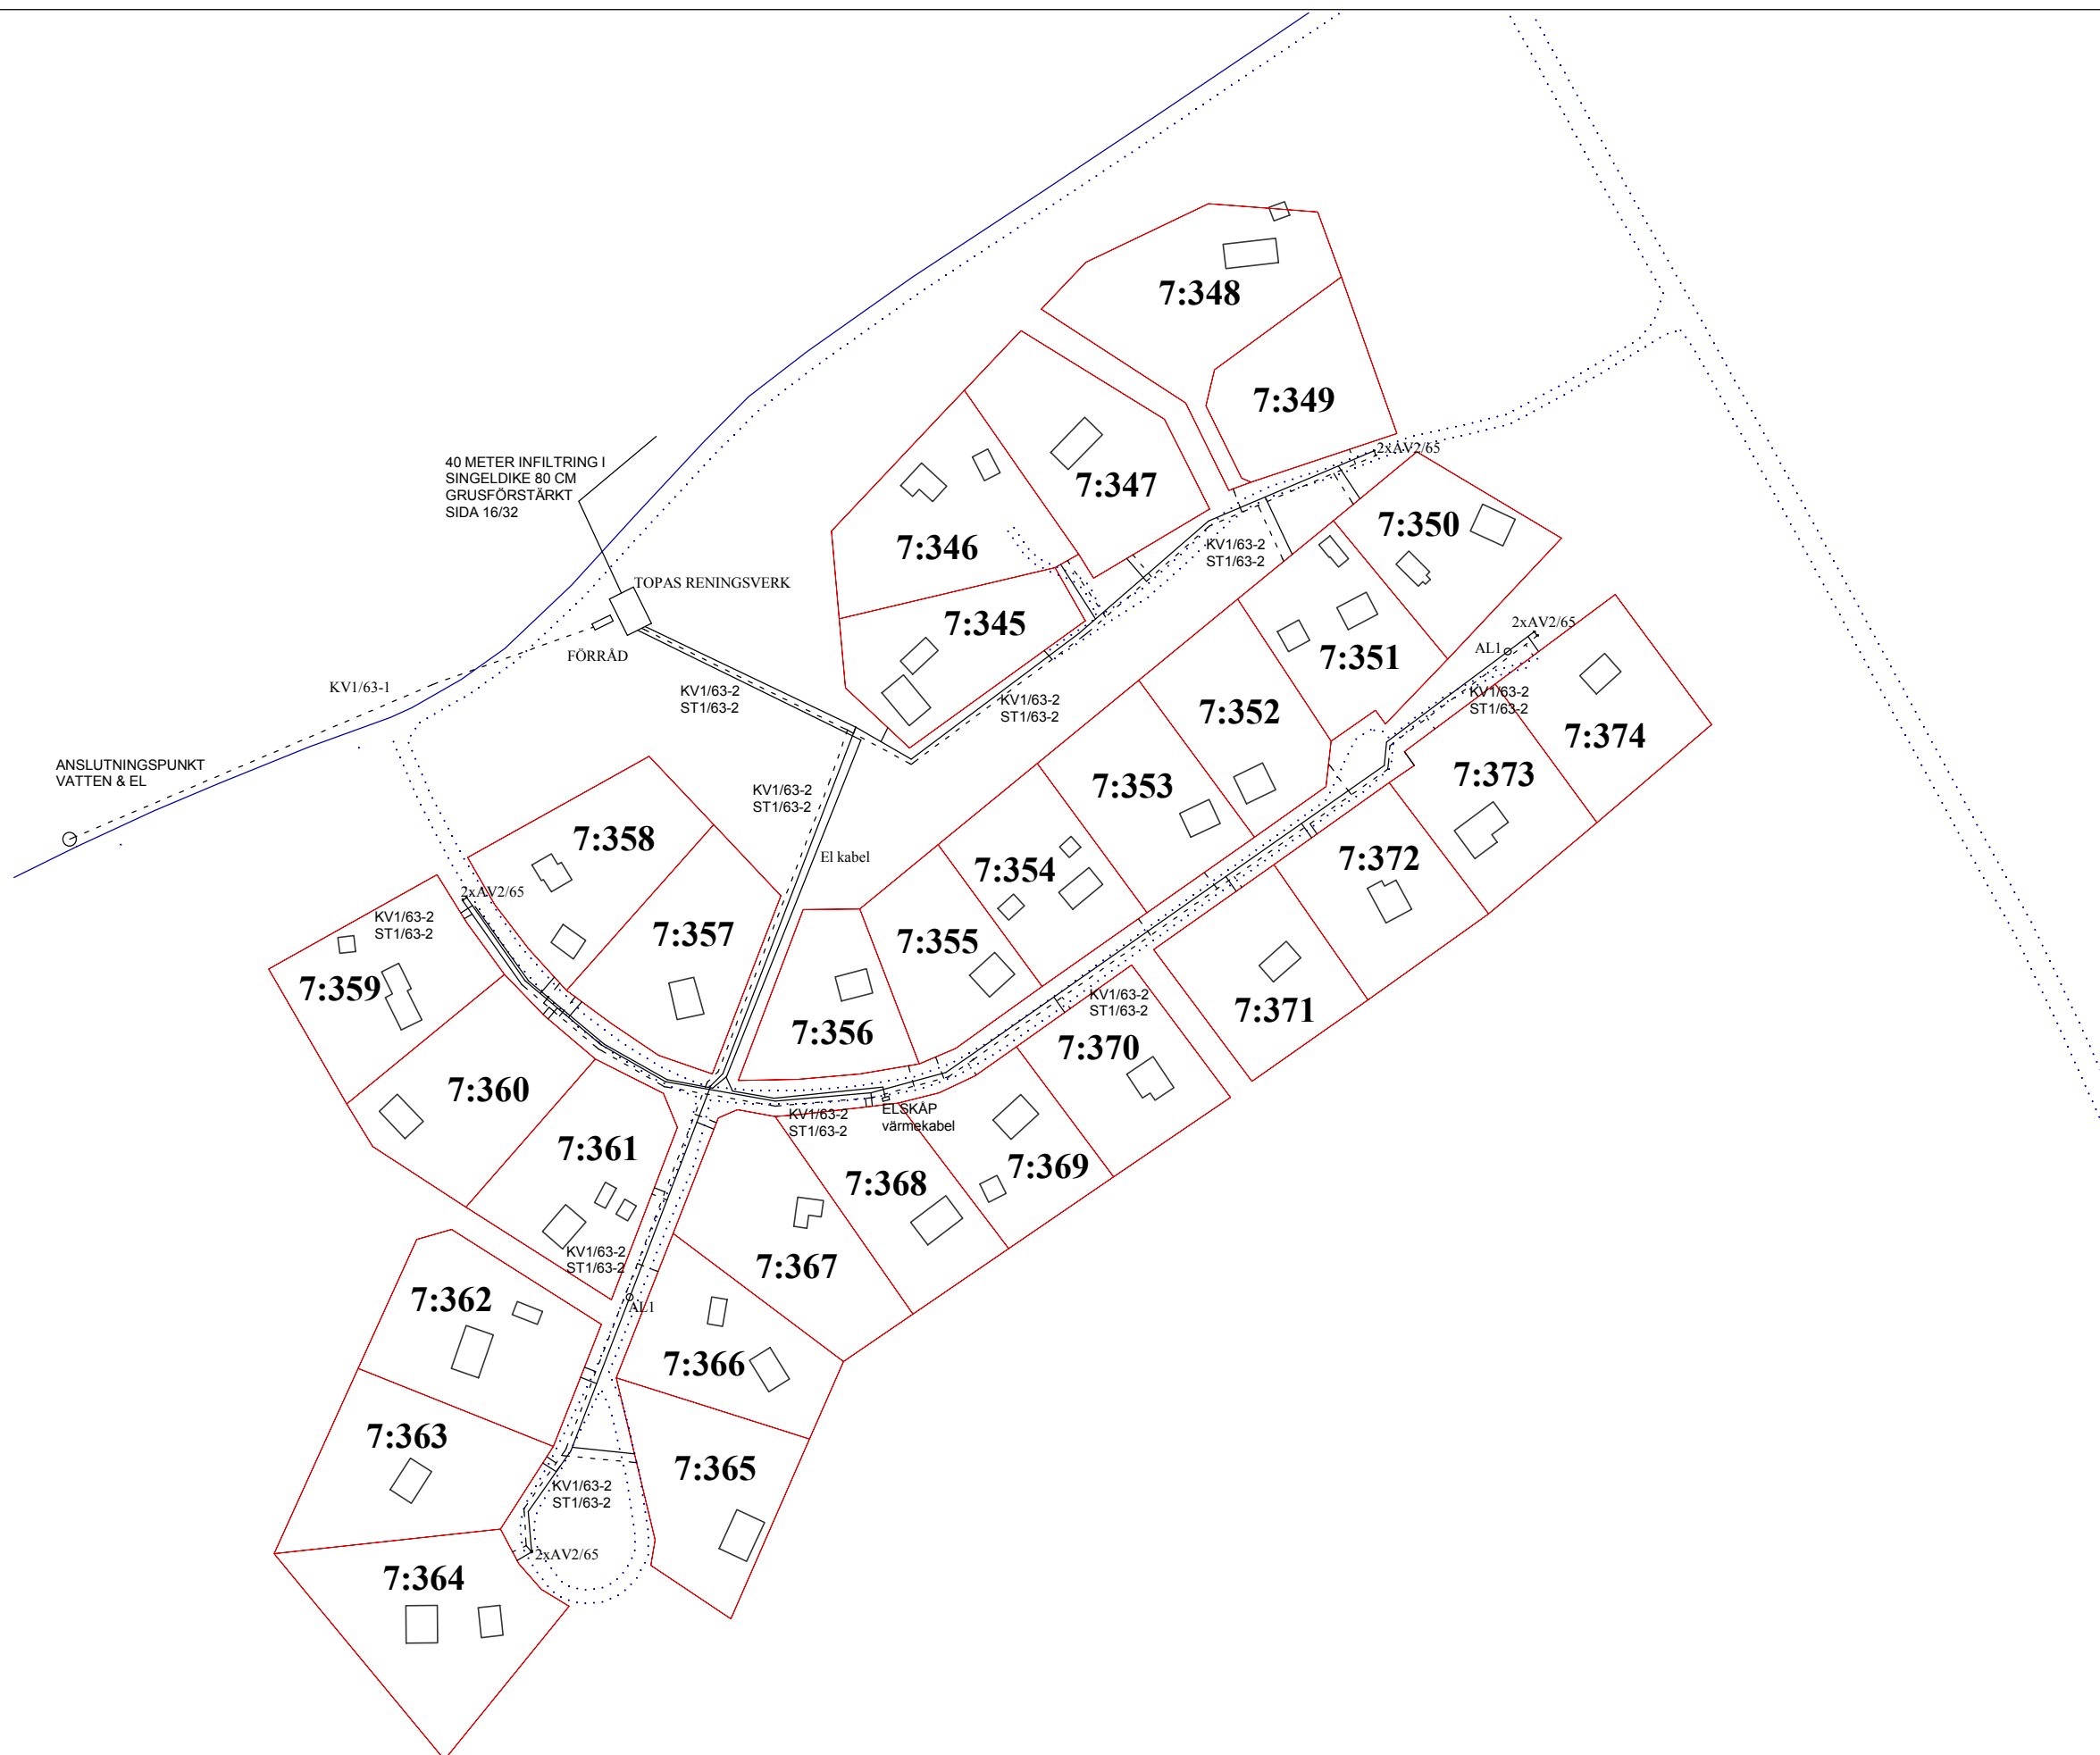 7:348
7:349
2xAV2/65
40 METER INFILTRING I
SINGELDIKE 80 CM
GRUSFÖRSTÄRKT
SIDA 16/32
7:347
7:350
7:346
KV1/63-2
ST1/63-2
TOPAS RENINGSVERK
7:345
2xAV2/65
AL1
FÖRRÅD
7:351
KV1/63-1
KV1/63-2
ST1/63-2
KV1/63-2
ST1/63-2
KV1/63-2
ST1/63-2
7:352
7:374
ANSLUTNINGSPUNKT
VATTEN & EL
KV1/63-2
ST1/63-2
7:353
7:373
7:358
El kabel
7:354
7:372
2xAV2/65
KV1/63-2
ST1/63-2
7:357
7:355
7:359
KV1/63-2
ST1/63-2
7:371
7:356
7:370
7:360
KV1/63-2
ST1/63-2
ELSKÅP
värmekabel
7:361
7:369
7:368
KV1/63-2
ST1/63-2
7:367
7:362
AL1
7:366
7:363
7:365
KV1/63-2
ST1/63-2
2xAV2/65
7:364